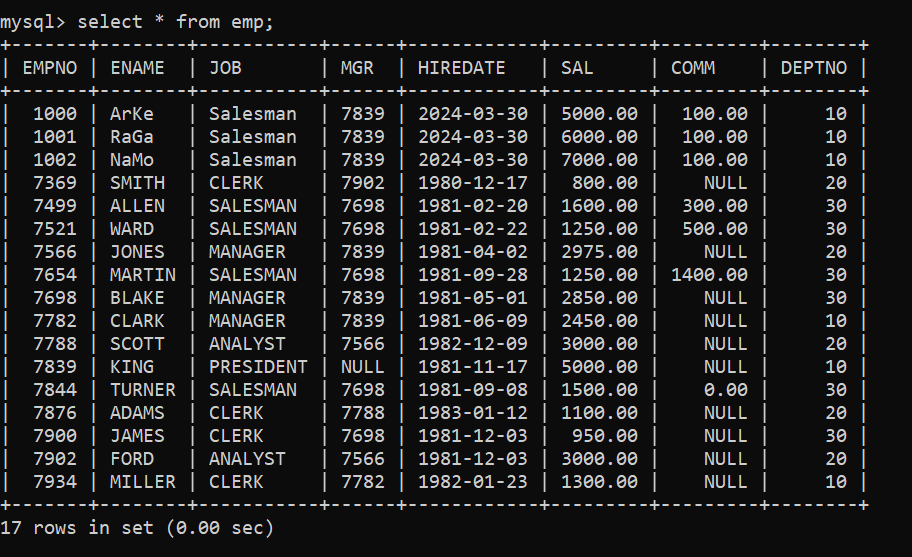 mysql> select * from emp;
+-------+--------+-----------+------+------------+---------+---------+--------+
| EMPNO | ENAME  | JOB       | MGR  | HIREDATE   | SAL     | COMM    | DEPTNO |
+-------+--------+-----------+------+------------+---------+---------+--------+
|  1000 | ArKe   | Salesman  | 7839 | 2024-03-30 | 5000.00 |  100.00 |     10 |
|  1001 | RaGa   | Salesman  | 7839 | 2024-03-30 | 6000.00 |  100.00 |     10 |
|  1002 | NaMo   | Salesman  | 7839 | 2024-03-30 | 7000.00 |  100.00 |     10 |
|  7369 | SMITH  | CLERK     | 7902 | 1980-12-17 |  800.00 |    NULL |     20 |
|  7499 | ALLEN  | SALESMAN  | 7698 | 1981-02-20 | 1600.00 |  300.00 |     30 |
|  7521 | WARD   | SALESMAN  | 7698 | 1981-02-22 | 1250.00 |  500.00 |     30 |
|  7566 | JONES  | MANAGER   | 7839 | 1981-04-02 | 2975.00 |    NULL |     20 |
|  7654 | MARTIN | SALESMAN  | 7698 | 1981-09-28 | 1250.00 | 1400.00 |     30 |
|  7698 | BLAKE  | MANAGER   | 7839 | 1981-05-01 | 2850.00 |    NULL |     30 |
|  7782 | CLARK  | MANAGER   | 7839 | 1981-06-09 | 2450.00 |    NULL |     10 |
|  7788 | SCOTT  | ANALYST   | 7566 | 1982-12-09 | 3000.00 |    NULL |     20 |
|  7839 | KING   | PRESIDENT | NULL | 1981-11-17 | 5000.00 |    NULL |     10 |
|  7844 | TURNER | SALESMAN  | 7698 | 1981-09-08 | 1500.00 |    0.00 |     30 |
|  7876 | ADAMS  | CLERK     | 7788 | 1983-01-12 | 1100.00 |    NULL |     20 |
|  7900 | JAMES  | CLERK     | 7698 | 1981-12-03 |  950.00 |    NULL |     30 |
|  7902 | FORD   | ANALYST   | 7566 | 1981-12-03 | 3000.00 |    NULL |     20 |
|  7934 | MILLER | CLERK     | 7782 | 1982-01-23 | 1300.00 |    NULL |     10 |
+-------+--------+-----------+------+------------+---------+---------+--------+
17 rows in set (0.00 sec)